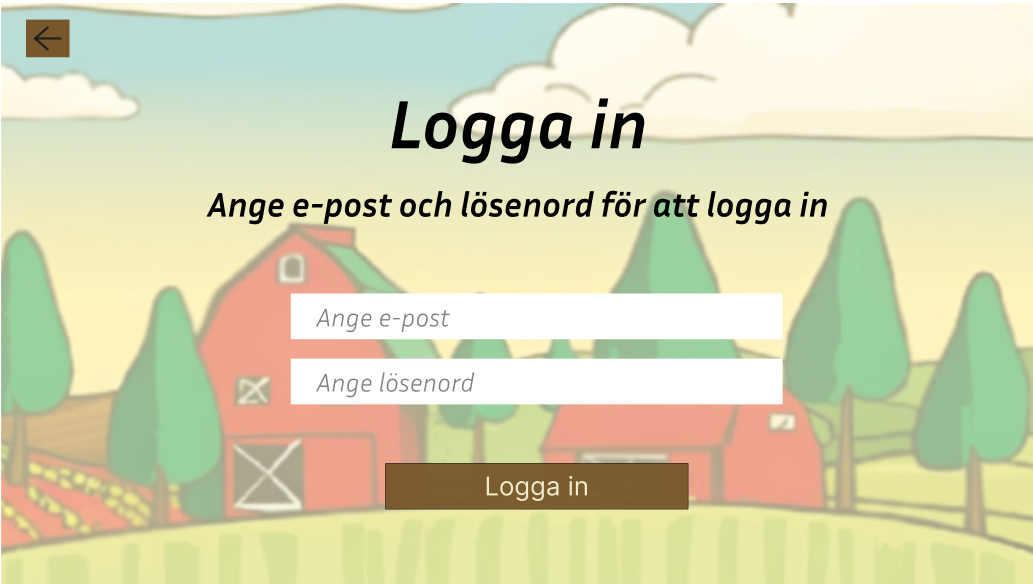 Logga in
Ange e-post och lösenord för att logga in
Ange e-post
Ange lösenord
Logga in